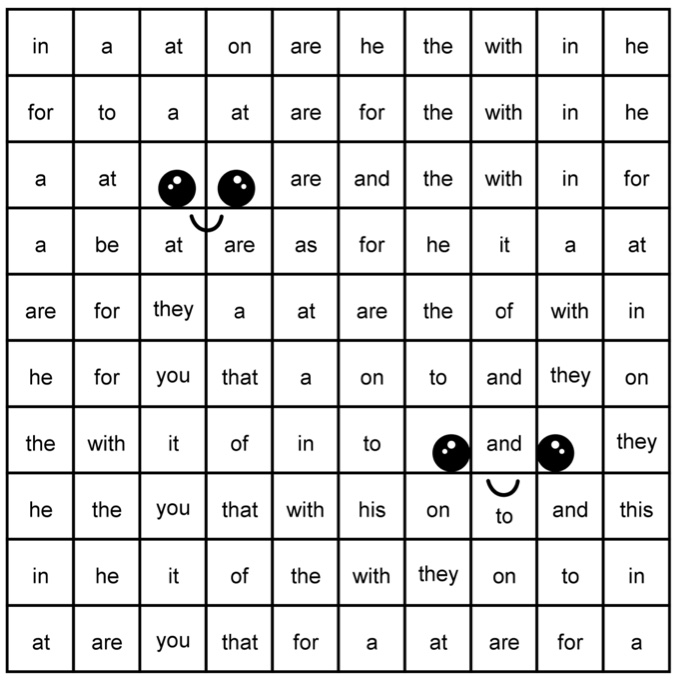 in a at on are he the with in he
for to a at are for the with in he
a at are and the with in for
a be at are as for he it a at
are for they a at are the of with in
he for you that a on to and they on
the with it of in to and they
he the you that with his on to and this
in he it of the with they on to in
at are you that for a at are for a